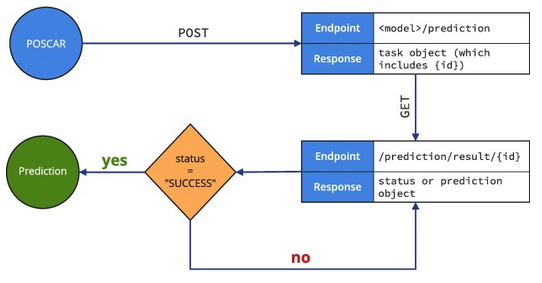 POSCAR
POST
Endpoint
<model>/prediction
Response
task object (which
includes {id})
GET
Prediction
yes
status
=
"SUCCESS"
Endpoint
/prediction/result/{id}
Response
status or prediction
object
no